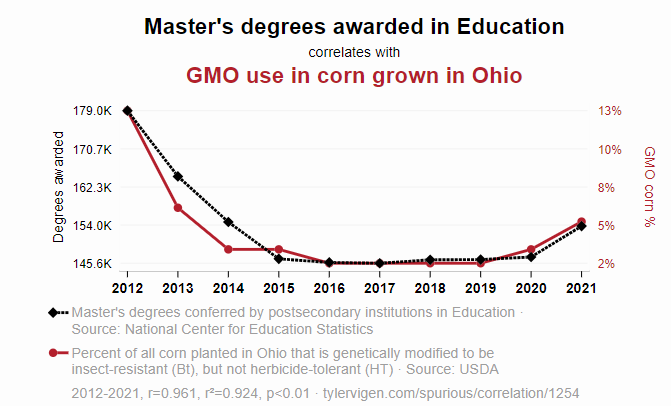 Master's degrees awarded in Education
correlates with
GMO use in corn grown in Ohio
179.0K
170.7K
162.3K
154.0K
145.6K
Degrees awarded
13%
10%
8%
5%
2%
GMO corn %
2012 2013 2014 2015 2016 2017 2018 2019 2020 2021
Master's degrees conferred by postsecondary institutions in Education ·
Source: National Center for Education Statistics
Percent of all corn planted in Ohio that is genetically modified to be
insect-resistant (Bt), but not herbicide-tolerant (HT) · Source: USDA
2012-2021, r=0.961, r²=0.924, p<0.01 · tylervigen.com/spurious/correlation/1254